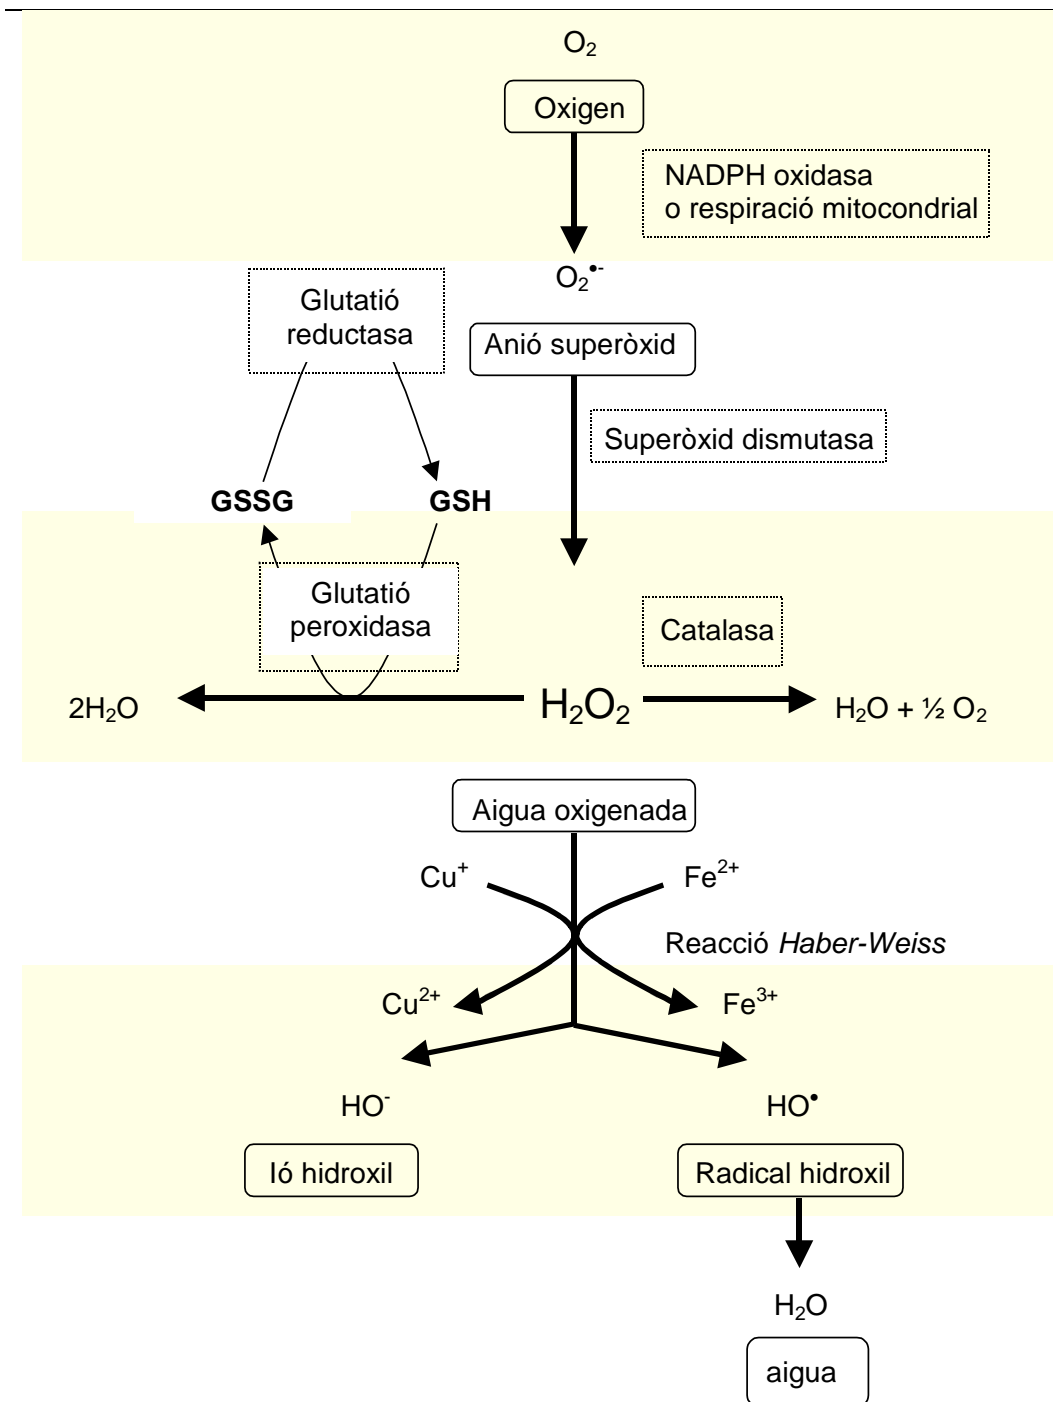 O₂
Oxigen
NADPH oxidasa
o respiració mitocondrial
O₂•-
Glutatió
reductasa
Anió superòxid
Superòxid dismutasa
GSSG
GSH
Glutatió
peroxidasa
Catalasa
2H₂O
H₂O₂
H₂O + ½ O₂
Aigua oxigenada
Cu⁺
Fe²⁺
Reacció Haber-Weiss
Cu²⁺
Fe³⁺
HO⁻
HO•
Ió hidroxil
Radical hidroxil
H₂O
aigua